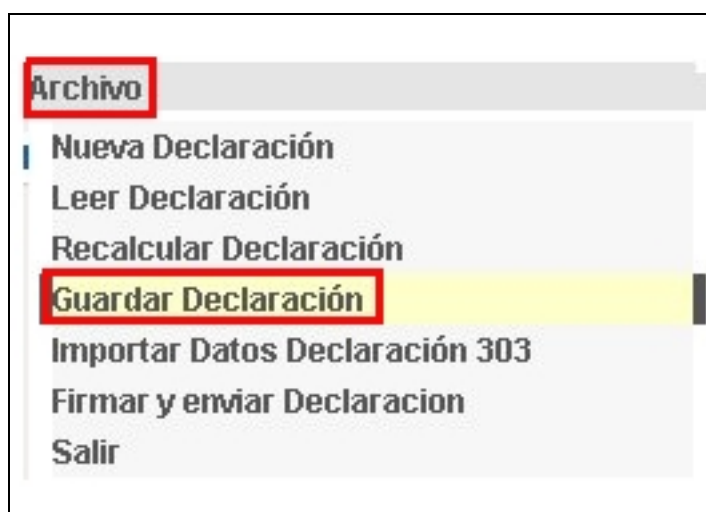 Archivo
Nueva Declaración
Leer Declaración
Recalcular Declaración
Guardar Declaración
Importar Datos Declaración 303
Firmar y enviar Declaracion
Salir